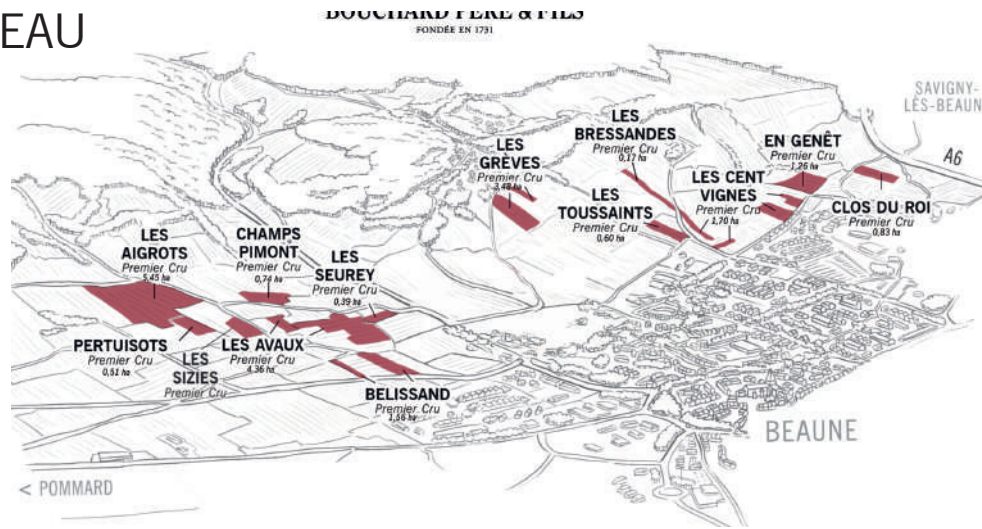 EAU
BOUCHARD PÈRE & FILS
FONDÉE EN 1731
SAVIGNY-
LÈS-BEAUN
A6
LES
BRESSANDES
Premier Cru
0,17 ha
EN GENÊT
Premier Cru
1,26 ha
LES
GRÈVES
Premier Cru
3,48 ha
LES CENT
VIGNES
Premier Cru
1,70 ha
LES
TOUSSAINTS
Premier Cru
0,60 ha
CLOS DU ROI
Premier Cru
0,83 ha
LES
AIGROTS
Premier Cru
5,45 ha
CHAMPS
PIMONT
Premier Cru
0,74 ha
LES
SEUREY
Premier Cru
0,39 ha
PERTUISOTS
Premier Cru
0,51 ha
LES
SIZIES
Premier Cru
LES AVAUX
Premier Cru
4,36 ha
BELISSAND
Premier Cru
1,56 ha
BEAUNE
< POMMARD